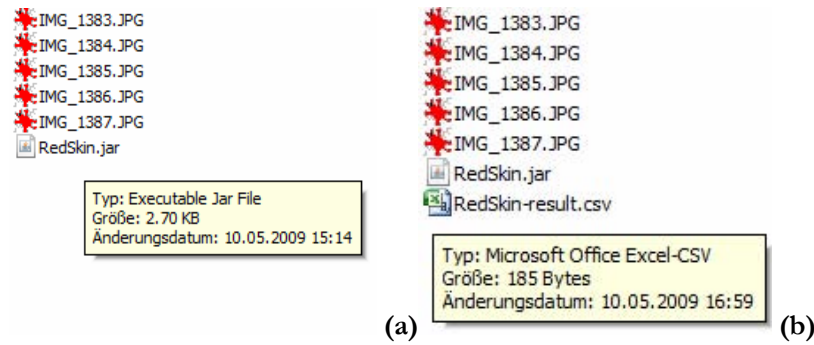 IMG_1383.JPG
IMG_1384.JPG
IMG_1385.JPG
IMG_1386.JPG
IMG_1387.JPG
RedSkin.jar
Typ: Executable Jar File
Größe: 2.70 KB
Änderungsdatum: 10.05.2009 15:14
(a)
IMG_1383.JPG
IMG_1384.JPG
IMG_1385.JPG
IMG_1386.JPG
IMG_1387.JPG
RedSkin.jar
RedSkin-result.csv
Typ: Microsoft Office Excel-CSV
Größe: 185 Bytes
Änderungsdatum: 10.05.2009 16:59
(b)